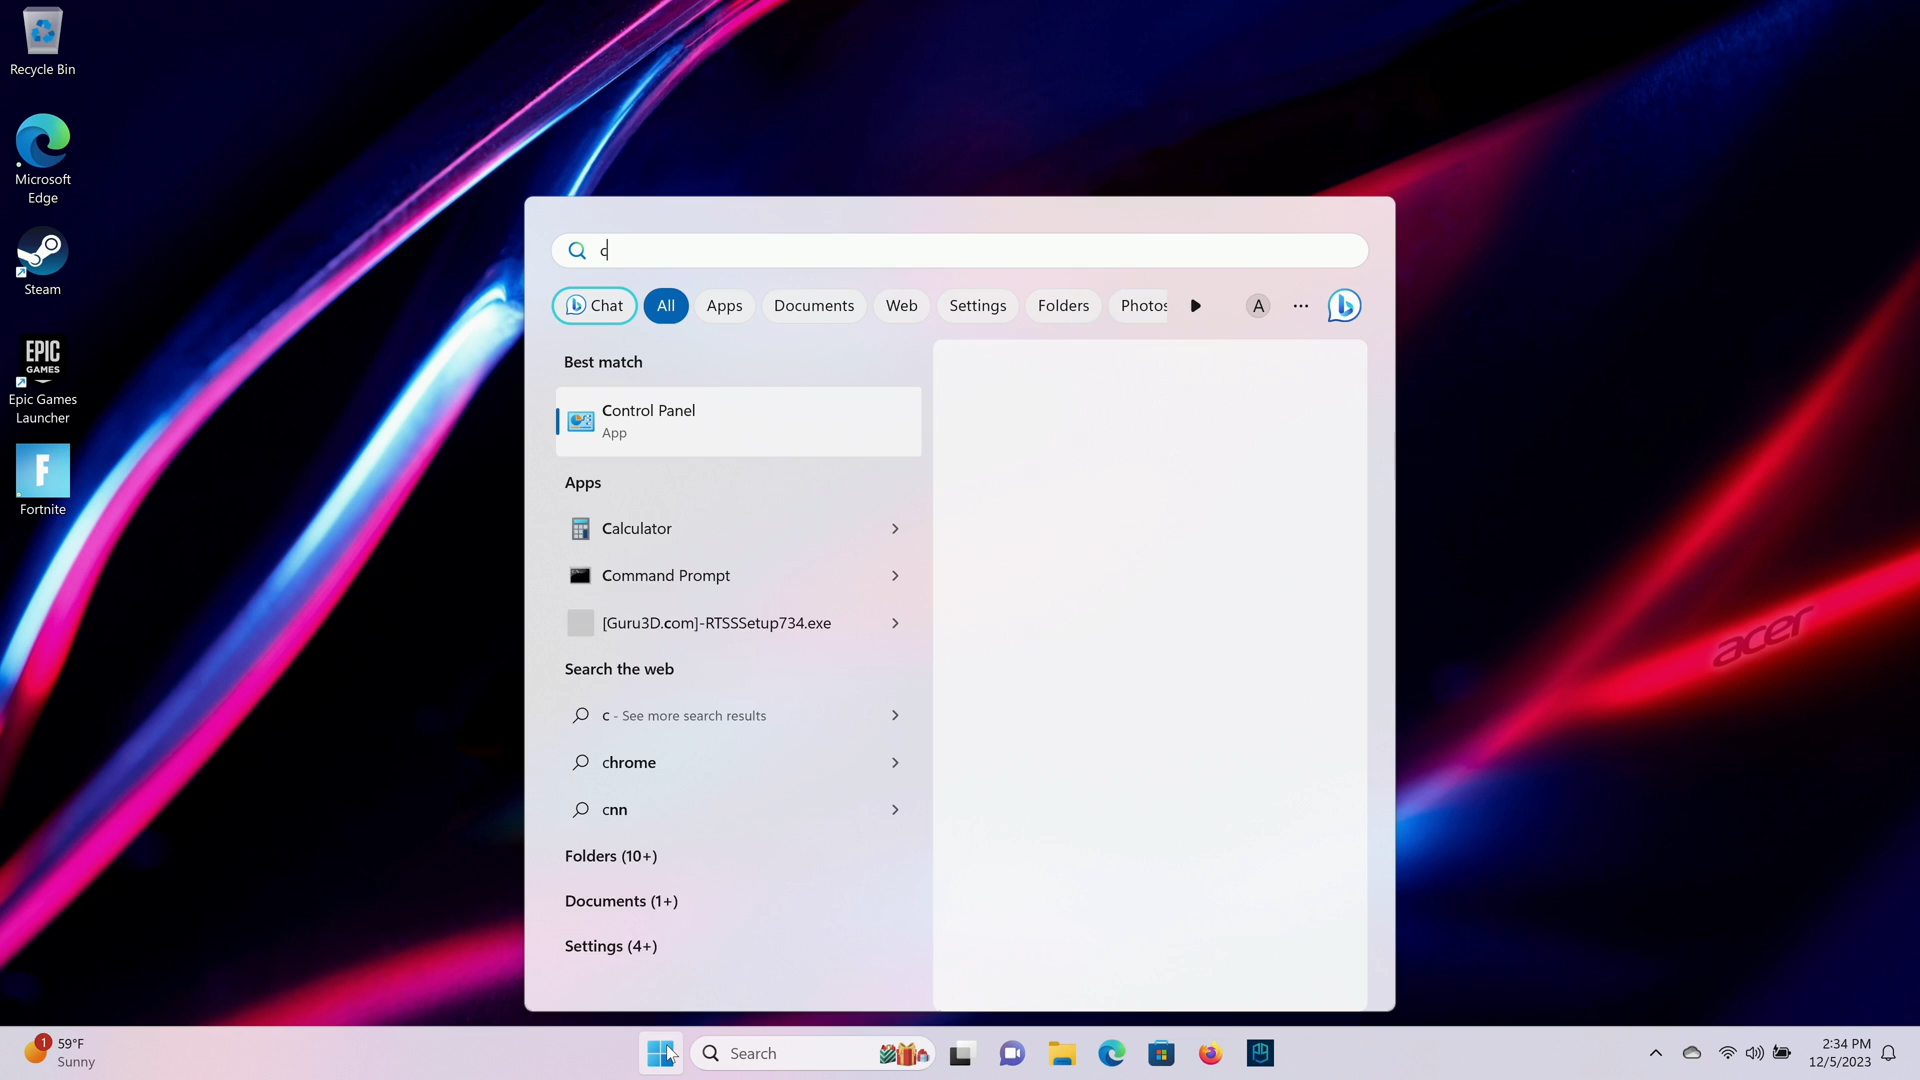 Recycle Bin
Microsoft
Edge
Steam
EPIC
GAMES
Epic Games
Launcher
F
Fortnite
c
Chat
All
Apps
Documents
Web
Settings
Folders
Photos
A
Best match
Control Panel
App
Apps
Calculator
Command Prompt
[Guru3D.com]-RTSSSetup734.exe
Search the web
c - See more search results
chrome
cnn
Folders (10+)
Documents (1+)
Settings (4+)
acer
1
59°F
Sunny
Search
2:34 PM
12/5/2023